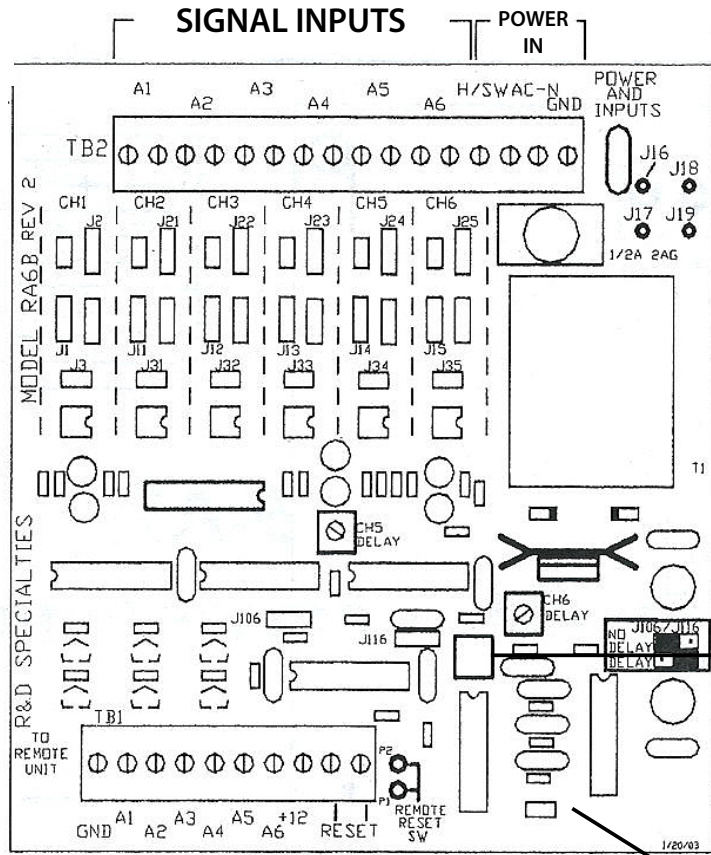 SIGNAL INPUTS
POWER
IN
A1 A3 A5 H/SWAC-N
A2 A4 A6 GND
POWER
AND
INPUTS
TB2
J16
J18
J17 J19
CH1 CH2 CH3 CH4 CH5 CH6
J2 J21 J22 J23 J24 J25
1/2A 2AG
MODEL RA6B REV 2
J1 J11 J12 J13 J14 J15
J3 J31 J32 J33 J34 J35
T1
CH5
DELAY
CH6
DELAY
J106
J116
J106/J116
NO
DELAY
DELAY
R&D SPECIALTIES
TB1
TO
REMOTE
UNIT
P2
P1
REMOTE
RESET
SW
A1 A3 A5 +12
GND A2 A4 A6 RESET
1/20/03